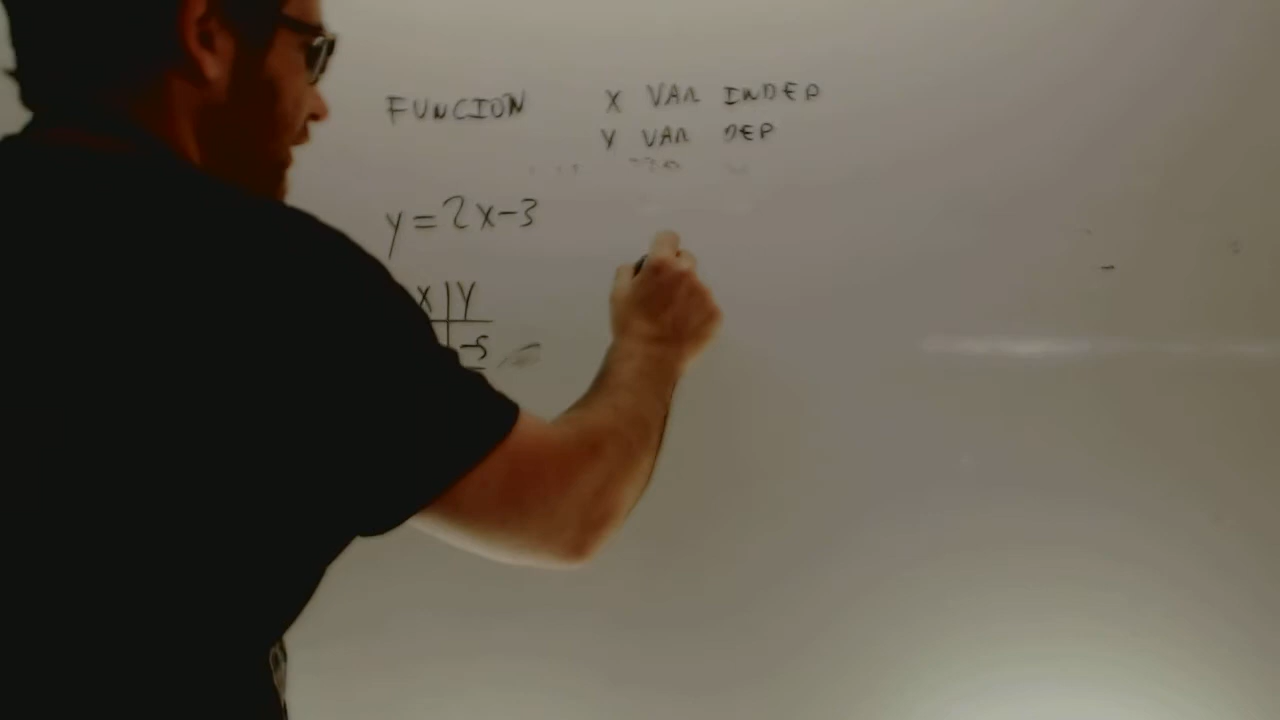 FUNCION X VAR INDEP
Y VAR DEP
y=2x-3
X Y
-5